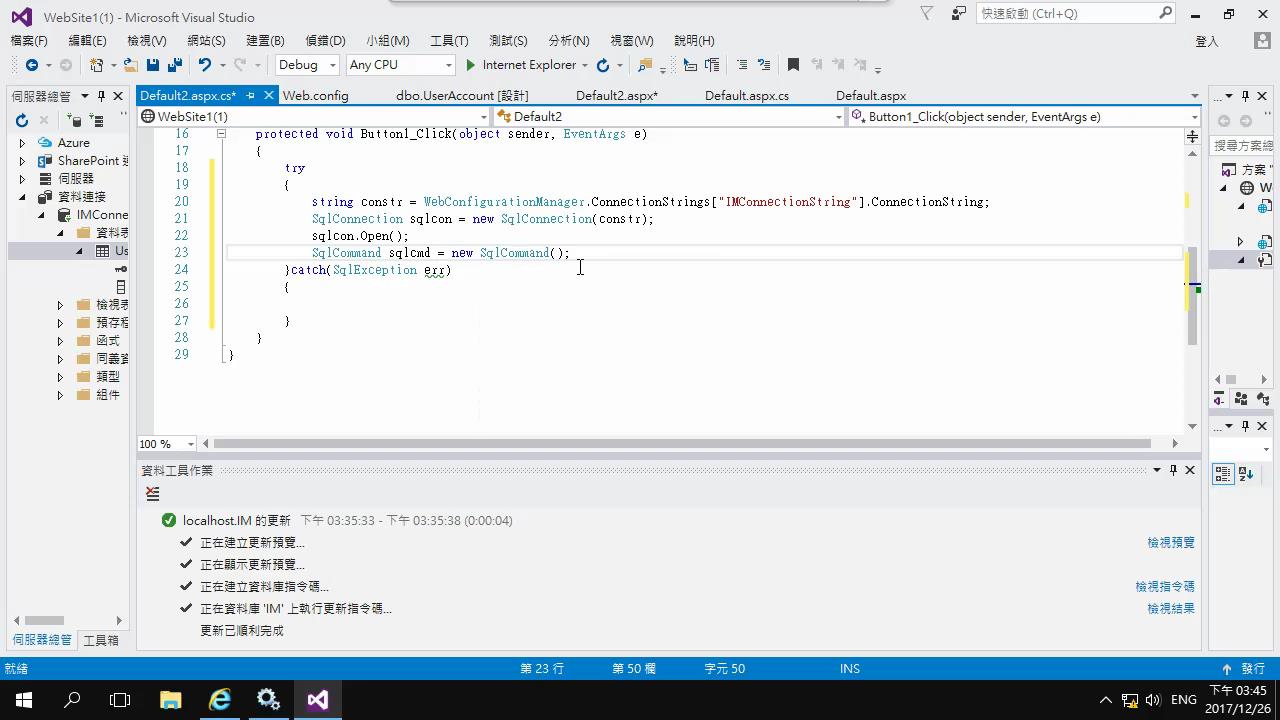 WebSite1(1) - Microsoft Visual Studio
快速啟動 (Ctrl+Q)
檔案(F) 編輯(E) 檢視(V) 網站(S) 建置(B) 偵錯(D) 小組(M) 工具(T) 測試(S) 分析(N) 視窗(W) 說明(H)
登入
Debug Any CPU Internet Explorer
伺服器總管
Default2.aspx.cs* Web.config dbo.UserAccount [設計] Default2.aspx* Default.aspx.cs Default.aspx
WebSite1(1) Default2 Button1_Click(object sender, EventArgs e)
16 protected void Button1_Click(object sender, EventArgs e)
17 {
18 try
19 {
20 string constr = WebConfigurationManager.ConnectionStrings["IMConnectionString"].ConnectionString;
21 SqlConnection sqlcon = new SqlConnection(constr);
22 sqlcon.Open();
23 SqlCommand sqlcmd = new SqlCommand();
24 }catch(SqlException err)
25 {
26
27 }
28 }
29 }
100 %
Azure
SharePoint 連
伺服器
資料連接
IMConne
資料表
Us
檢視表
預存程
函式
同義資
類型
組件
伺服器總管 工具箱
搜尋方案
方案 "
W
資料工具作業
localhost.IM 的更新 下午 03:35:33 - 下午 03:35:38 (0:00:04)
正在建立更新預覽... 檢視預覽
正在顯示更新預覽...
正在建立資料庫指令碼... 檢視指令碼
正在資料庫 'IM' 上執行更新指令碼... 檢視結果
更新已順利完成
就緒 第 23 行 第 50 欄 字元 50 INS 發行
ENG
下午 03:45
2017/12/26